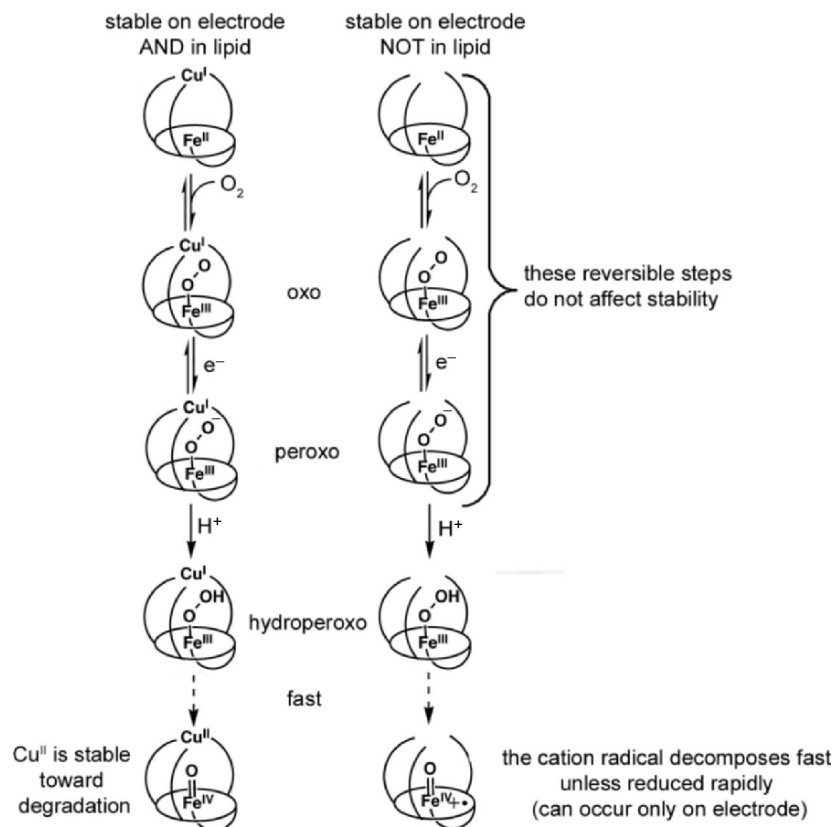 stable on electrode
AND in lipid
stable on electrode
NOT in lipid
Cu^I
Fe^II
Fe^II
O₂
O₂
Cu^I
O
O
Fe^III
oxo
O
O
Fe^III
these reversible steps
do not affect stability
e⁻
e⁻
Cu^I
O⁻
O
Fe^III
peroxo
O⁻
O
Fe^III
H⁺
H⁺
Cu^I
OH
O
Fe^III
hydroperoxo
OH
O
Fe^III
fast
Cu^II is stable
toward
degradation
Cu^II
O
Fe^IV
O
Fe^IV+•
the cation radical decomposes fast
unless reduced rapidly
(can occur only on electrode)